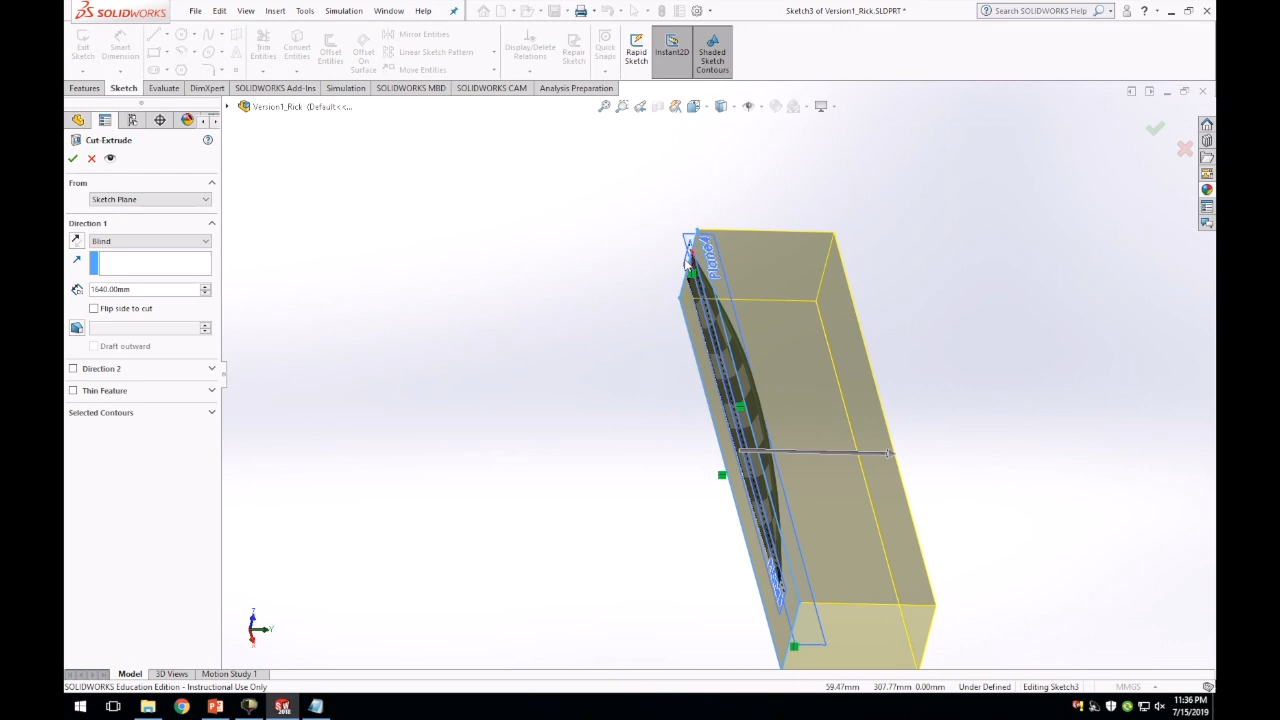 SOLIDWORKS
File Edit View Insert Tools Simulation Window Help
Sketch3 of Version1_Rick.SLDPRT *
Search SOLIDWORKS Help
Exit Sketch
Smart Dimension
Trim Entities
Convert Entities
Offset Entities
Offset On Surface
Mirror Entities
Linear Sketch Pattern
Move Entities
Display/Delete Relations
Repair Sketch
Quick Snaps
Rapid Sketch
Instant2D
Shaded Sketch Contours
Features Sketch Evaluate DimXpert SOLIDWORKS Add-Ins Simulation SOLIDWORKS MBD SOLIDWORKS CAM Analysis Preparation
Version1_Rick (Default<<...
Cut-Extrude
From
Sketch Plane
Direction 1
Blind
1640.00mm
Flip side to cut
Draft outward
Direction 2
Thin Feature
Selected Contours
Plane4
Z
Y
Model 3D Views Motion Study 1
SOLIDWORKS Education Edition - Instructional Use Only
59.47mm 307.77mm 0.00mm Under Defined Editing Sketch3 MMGS
11:36 PM
7/15/2019